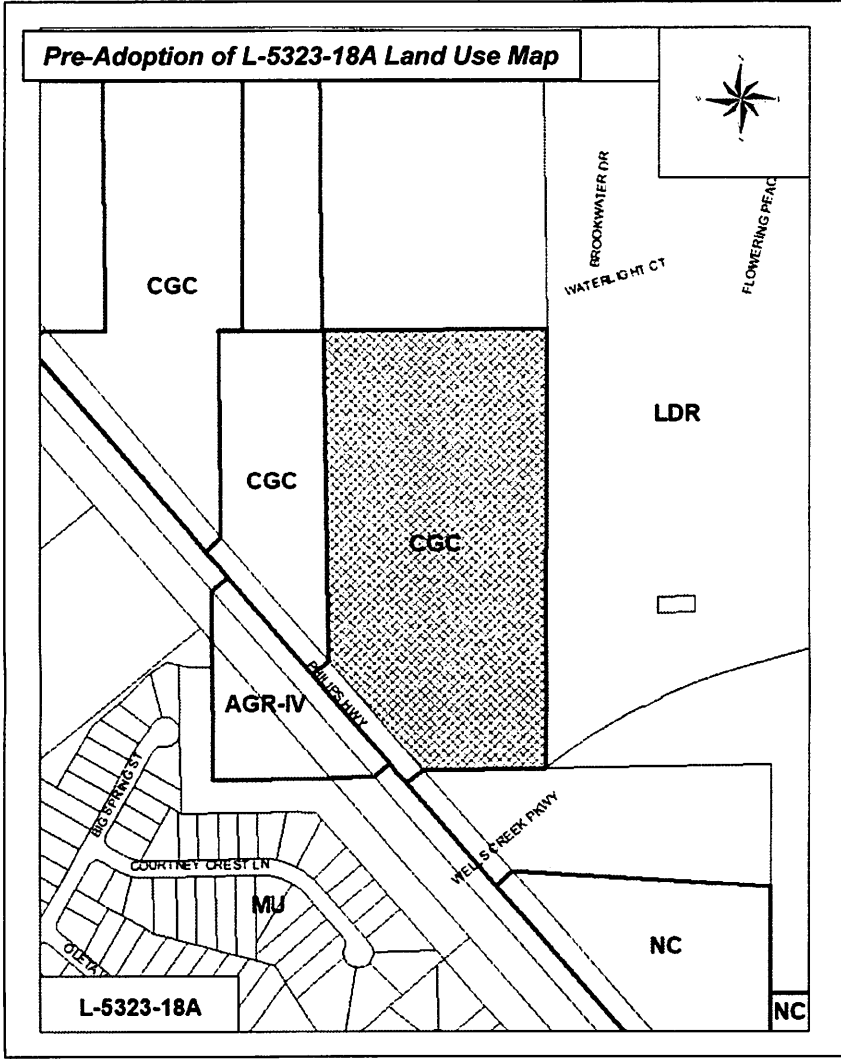 Pre-Adoption of L-5323-18A Land Use Map
BROOKWATER DR
FLOWERING PEAC
WATERLIGHT CT
CGC
LDR
CGC
CGC
PHILIPS HWY
AGR-IV
BIG SPRING ST
WELLS CREEK PKWY
COURTNEY CREST LN
MU
NC
OLETA
L-5323-18A
NC